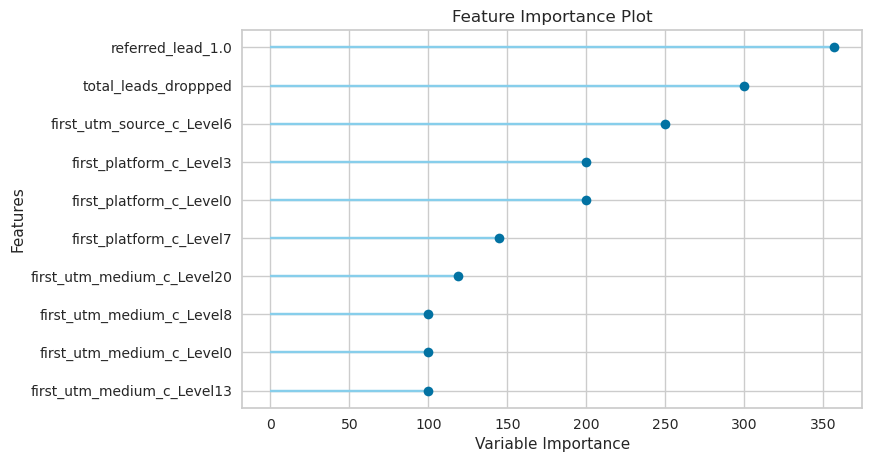 Feature Importance Plot
Features
referred_lead_1.0
total_leads_droppped
first_utm_source_c_Level6
first_platform_c_Level3
first_platform_c_Level0
first_platform_c_Level7
first_utm_medium_c_Level20
first_utm_medium_c_Level8
first_utm_medium_c_Level0
first_utm_medium_c_Level13
0 50 100 150 200 250 300 350
Variable Importance